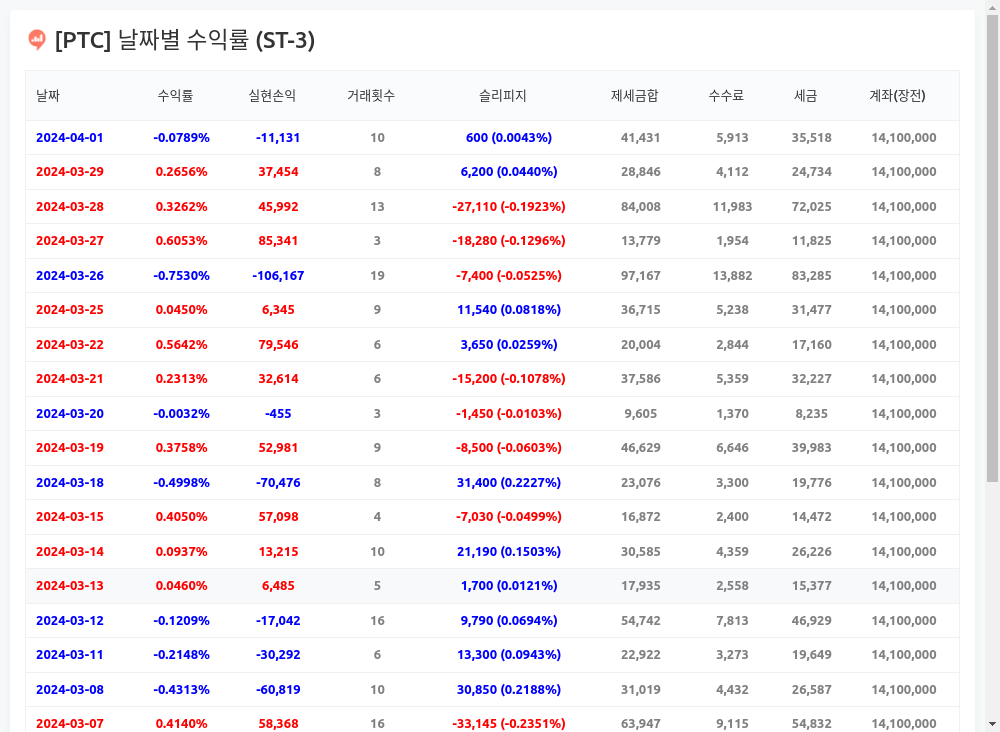 [PTC] 날짜별 수익률 (ST-3)
날짜 수익률 실현손익 거래횟수 슬리피지 제세금합 수수료 세금 계좌(장전)
2024-04-01 -0.0789% -11,131 10 600 (0.0043%) 41,431 5,913 35,518 14,100,000
2024-03-29 0.2656% 37,454 8 6,200 (0.0440%) 28,846 4,112 24,734 14,100,000
2024-03-28 0.3262% 45,992 13 -27,110 (-0.1923%) 84,008 11,983 72,025 14,100,000
2024-03-27 0.6053% 85,341 3 -18,280 (-0.1296%) 13,779 1,954 11,825 14,100,000
2024-03-26 -0.7530% -106,167 19 -7,400 (-0.0525%) 97,167 13,882 83,285 14,100,000
2024-03-25 0.0450% 6,345 9 11,540 (0.0818%) 36,715 5,238 31,477 14,100,000
2024-03-22 0.5642% 79,546 6 3,650 (0.0259%) 20,004 2,844 17,160 14,100,000
2024-03-21 0.2313% 32,614 6 -15,200 (-0.1078%) 37,586 5,359 32,227 14,100,000
2024-03-20 -0.0032% -455 3 -1,450 (-0.0103%) 9,605 1,370 8,235 14,100,000
2024-03-19 0.3758% 52,981 9 -8,500 (-0.0603%) 46,629 6,646 39,983 14,100,000
2024-03-18 -0.4998% -70,476 8 31,400 (0.2227%) 23,076 3,300 19,776 14,100,000
2024-03-15 0.4050% 57,098 4 -7,030 (-0.0499%) 16,872 2,400 14,472 14,100,000
2024-03-14 0.0937% 13,215 10 21,190 (0.1503%) 30,585 4,359 26,226 14,100,000
2024-03-13 0.0460% 6,485 5 1,700 (0.0121%) 17,935 2,558 15,377 14,100,000
2024-03-12 -0.1209% -17,042 16 9,790 (0.0694%) 54,742 7,813 46,929 14,100,000
2024-03-11 -0.2148% -30,292 6 13,300 (0.0943%) 22,922 3,273 19,649 14,100,000
2024-03-08 -0.4313% -60,819 10 30,850 (0.2188%) 31,019 4,432 26,587 14,100,000
2024-03-07 0.4140% 58,368 16 -33,145 (-0.2351%) 63,947 9,115 54,832 14,100,000